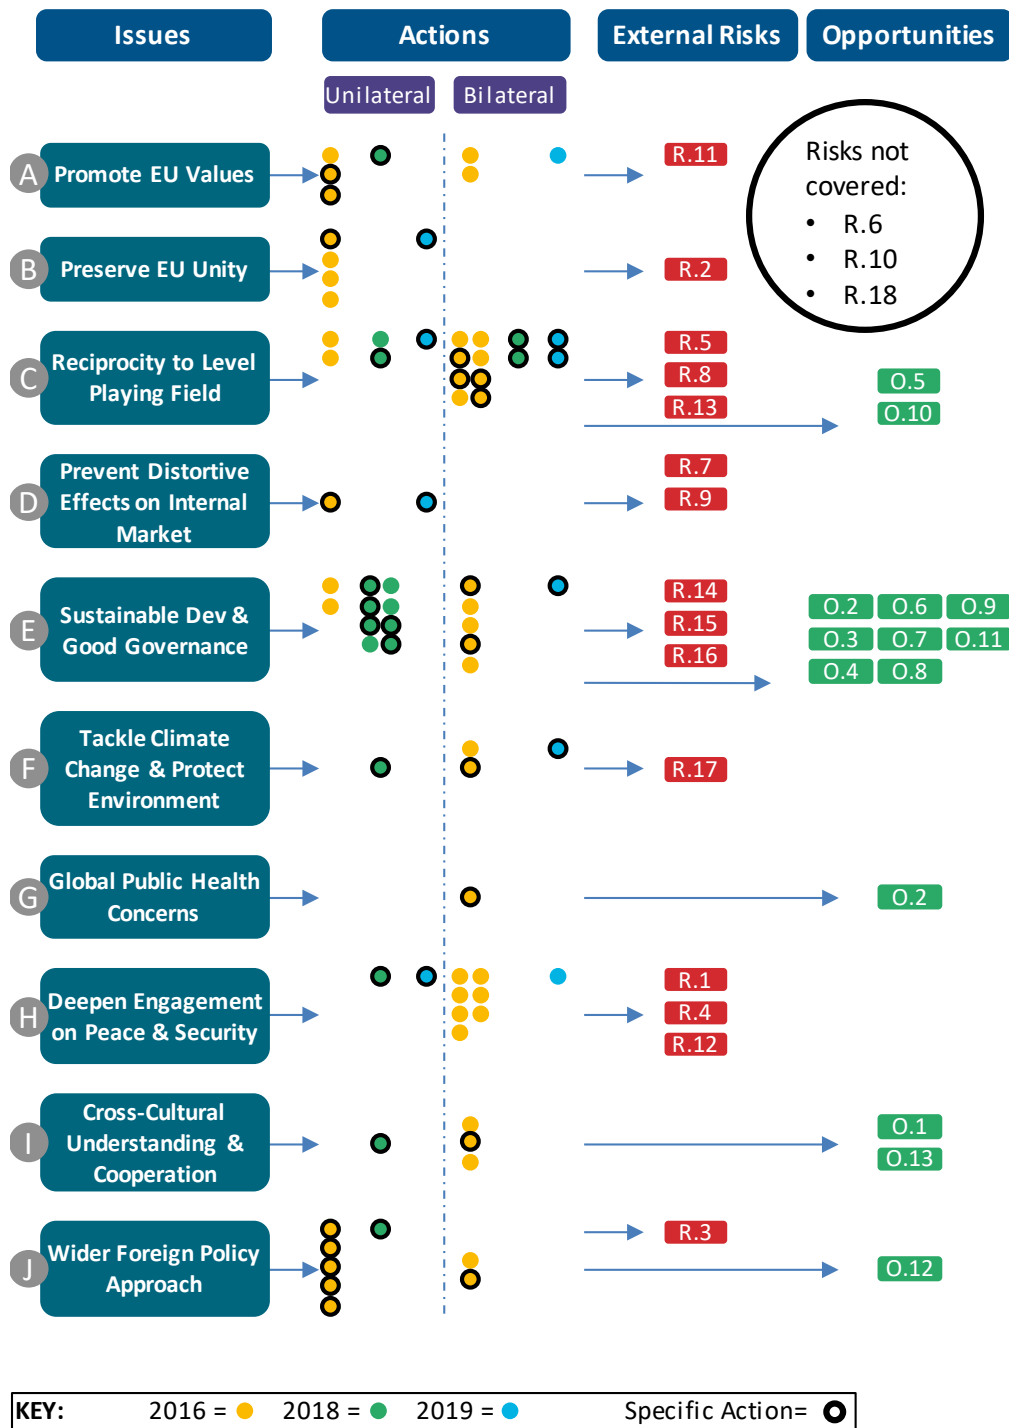 Issues
Actions
External Risks
Opportunities
Unilateral
Bilateral
A
Promote EU Values
R.11
Risks not
covered:
• R.6
• R.10
• R.18
B
Preserve EU Unity
R.2
C
Reciprocity to Level
Playing Field
R.5
R.8
R.13
O.5
O.10
D
Prevent Distortive
Effects on Internal
Market
R.7
R.9
E
Sustainable Dev &
Good Governance
R.14
R.15
R.16
O.2 O.6 O.9
O.3 O.7 O.11
O.4 O.8
F
Tackle Climate
Change & Protect
Environment
R.17
G
Global Public Health
Concerns
O.2
H
Deepen Engagement
on Peace & Security
R.1
R.4
R.12
I
Cross-Cultural
Understanding &
Cooperation
O.1
O.13
J
Wider Foreign Policy
Approach
R.3
O.12
KEY: 2016 = 2018 = 2019 = Specific Action=